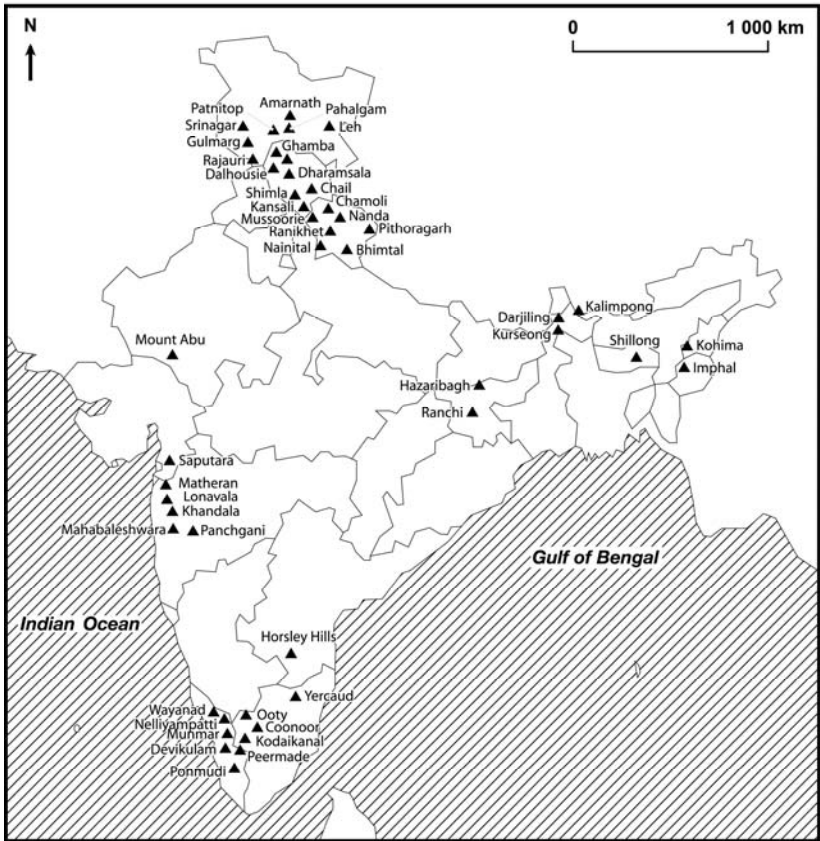 N
0 1 000 km
Amarnath
Patnitop
Pahalgam
Srinagar
Leh
Gulmarg
Ghamba
Rajauri
Dalhousie
Dharamsala
Chail
Shimla
Chamoli
Kansali
Mussoorie
Nanda
Ranikhet
Pithoragarh
Nainital
Bhimtal
Kalimpong
Darjiling
Kurseong
Shillong
Kohima
Imphal
Mount Abu
Hazaribagh
Ranchi
Saputara
Matheran
Lonavala
Khandala
Mahabaleshwara
Panchgani
Gulf of Bengal
Indian Ocean
Horsley Hills
Yercaud
Wayanad
Ooty
Nelliyampatti
Coonoor
Munmar
Kodaikanal
Devikulam
Peermade
Ponmudi